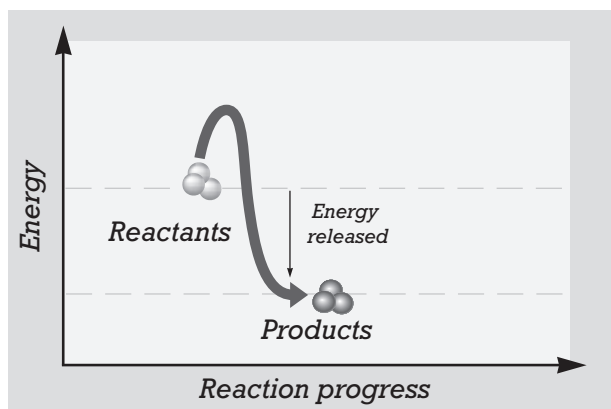 Energy
Reactants
Energy
released
Products
Reaction progress